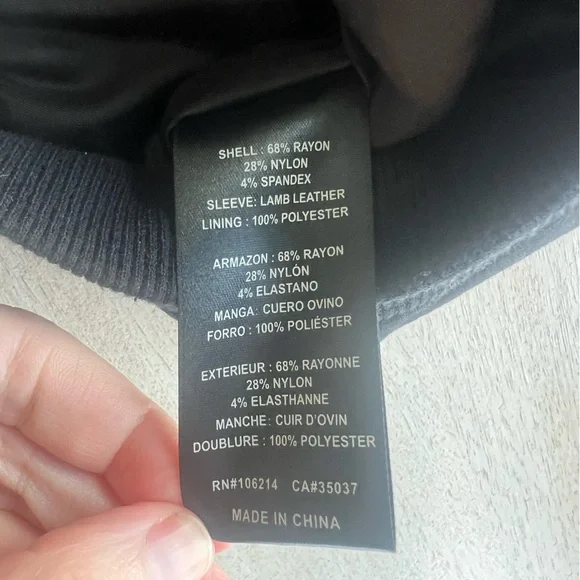 SHELL : 68% RAYON
28% NYLON
4% SPANDEX
SLEEVE: LAMB LEATHER
LINING : 100% POLYESTER
ARMAZON : 68% RAYON
28% NYLÓN
4% ELASTANO
MANGA: CUERO OVINO
FORRO : 100% POLIÉSTER
EXTERIEUR : 68% RAYONNE
28% NYLON
4% ELASTHANNE
MANCHE: CUIR D'OVIN
DOUBLURE : 100% POLYESTER
RN#106214 CA#35037
MADE IN CHINA